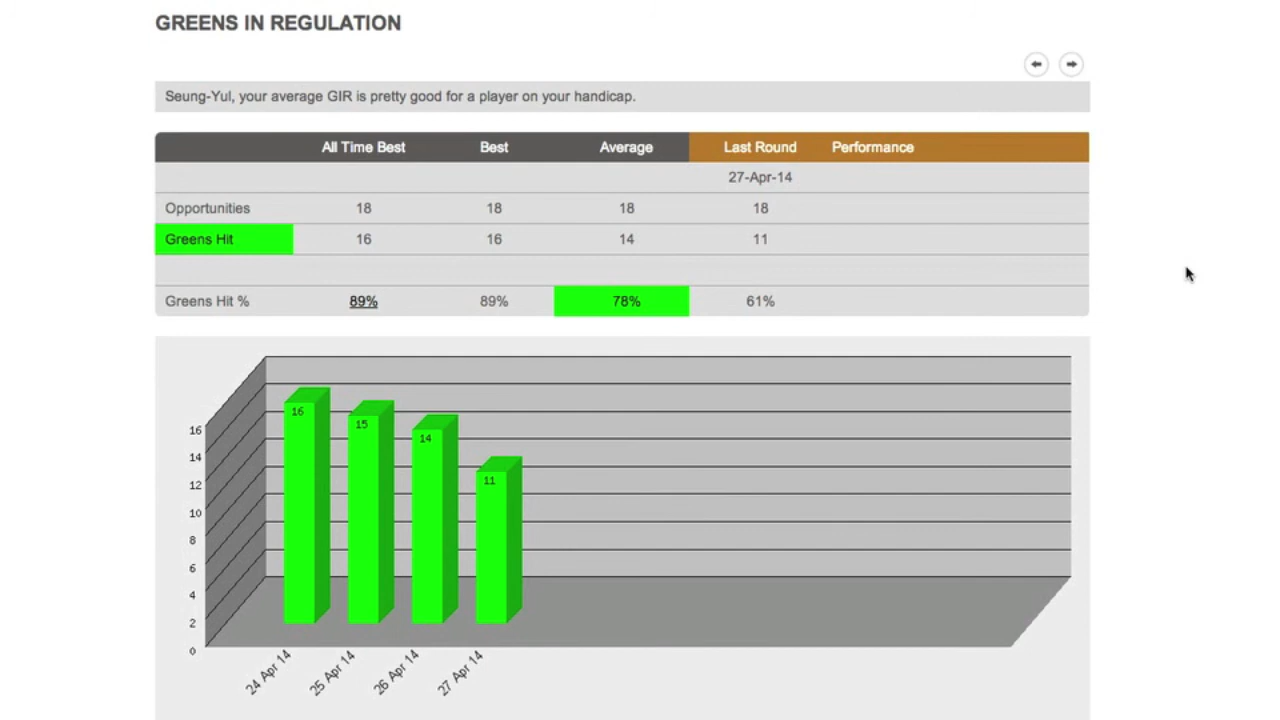 GREENS IN REGULATION
Seung-Yul, your average GIR is pretty good for a player on your handicap.
All Time Best Best Average Last Round Performance
27-Apr-14
Opportunities 18 18 18 18
Greens Hit 16 16 14 11
Greens Hit % 89% 89% 78% 61%
16
15
14
11
16
14
12
10
8
6
4
2
0
24 Apr 14 25 Apr 14 26 Apr 14 27 Apr 14